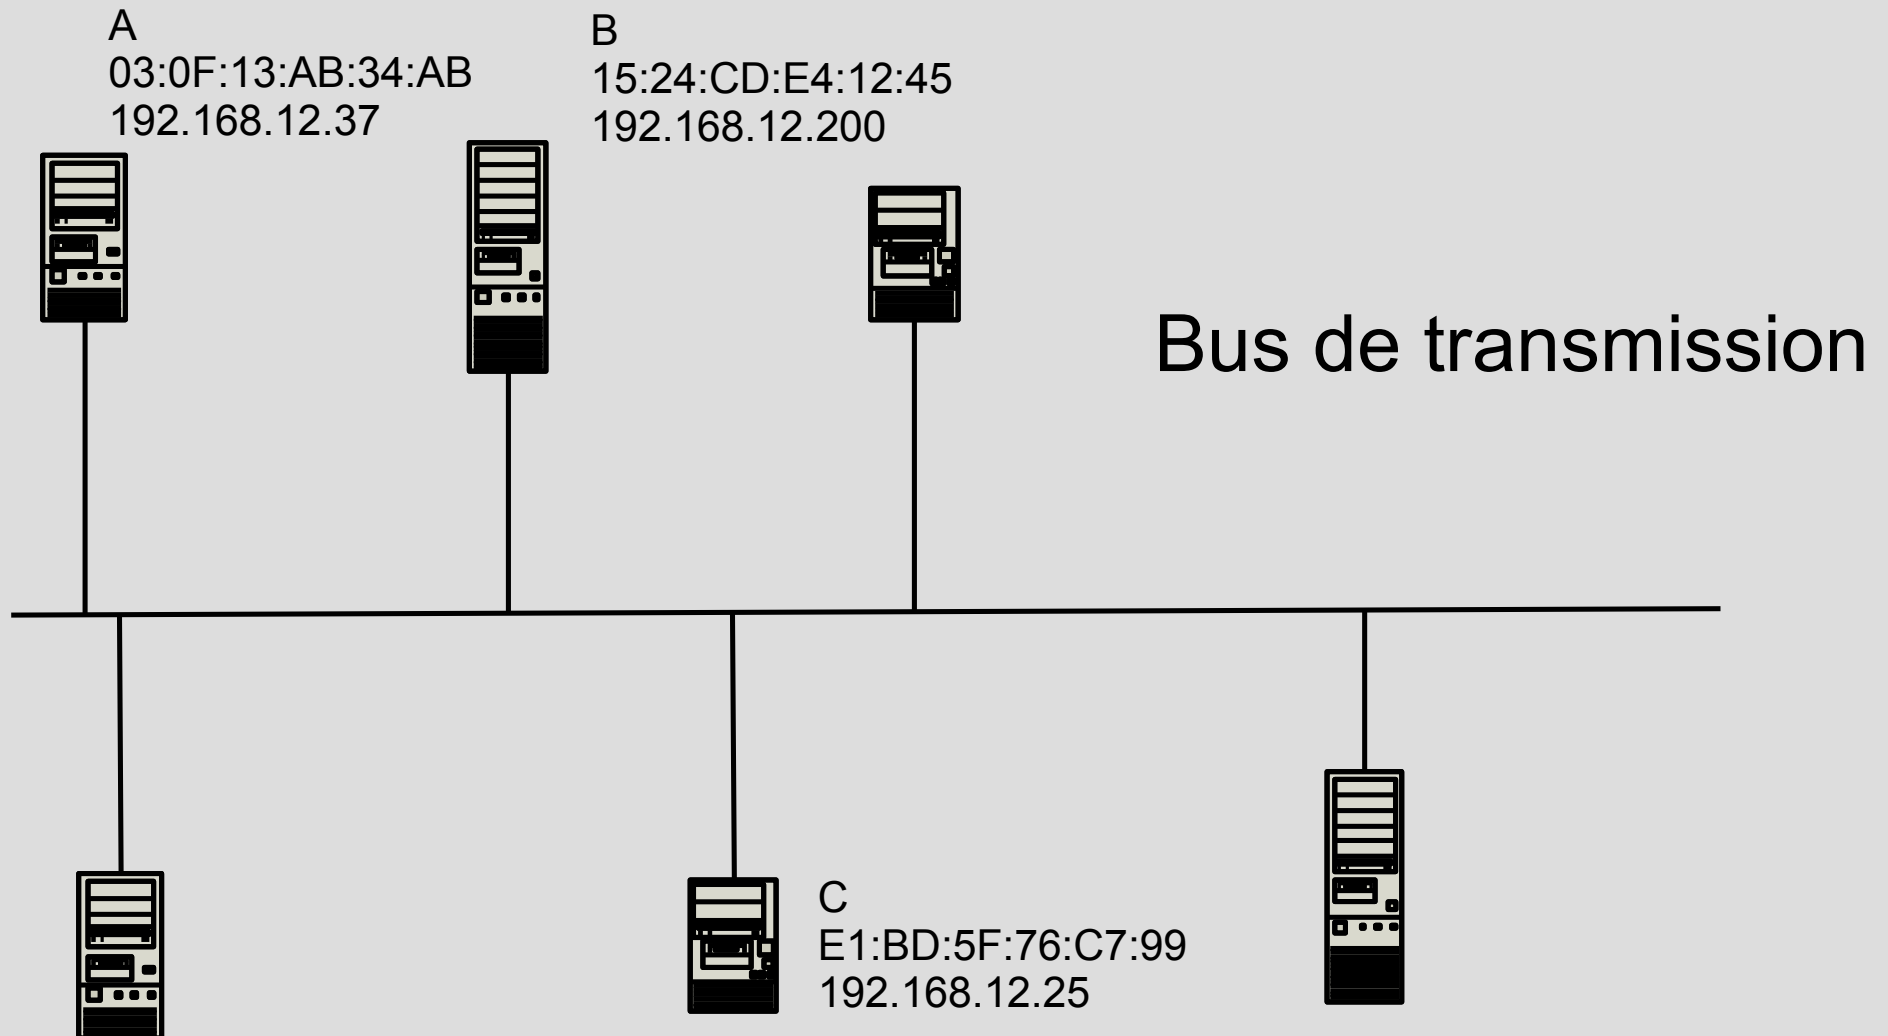 A
03:0F:13:AB:34:AB
192.168.12.37
B
15:24:CD:E4:12:45
192.168.12.200
Bus de transmission
C
E1:BD:5F:76:C7:99
192.168.12.25